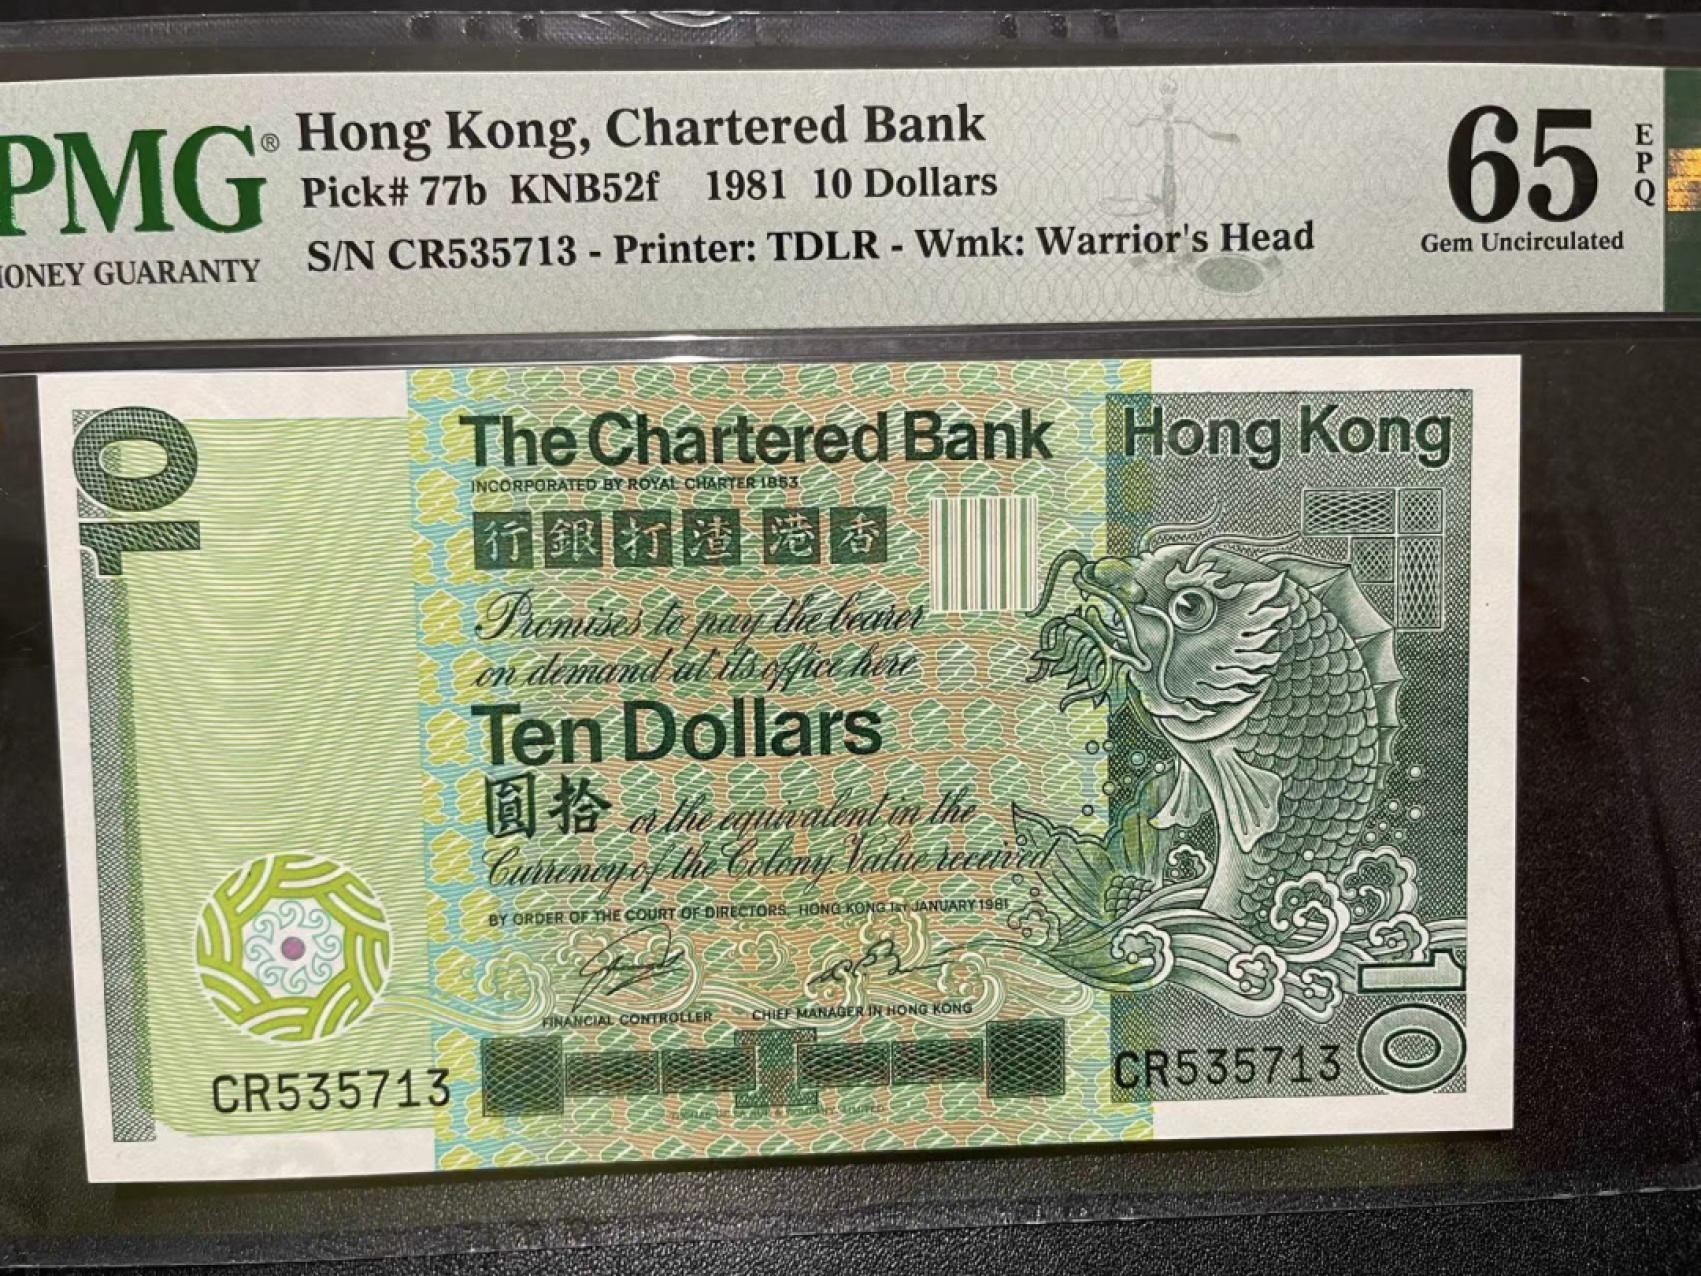 PMG®
MONEY GUARANTY
Hong Kong, Chartered Bank
Pick# 77b KNB52f 1981 10 Dollars
S/N CR535713 - Printer: TDLR - Wmk: Warrior's Head
65 EPQ
Gem Uncirculated
10
The Chartered Bank
Hong Kong
INCORPORATED BY ROYAL CHARTER 1853
行銀打渣港香
Promises to pay the bearer
on demand at its office here
Ten Dollars
圓拾
or the equivalent in the
Currency of the Colony. Value received
BY ORDER OF THE COURT OF DIRECTORS, HONG KONG 1ST JANUARY 1981
FINANCIAL CONTROLLER
CHIEF MANAGER IN HONG KONG
10
CR535713
CR535713